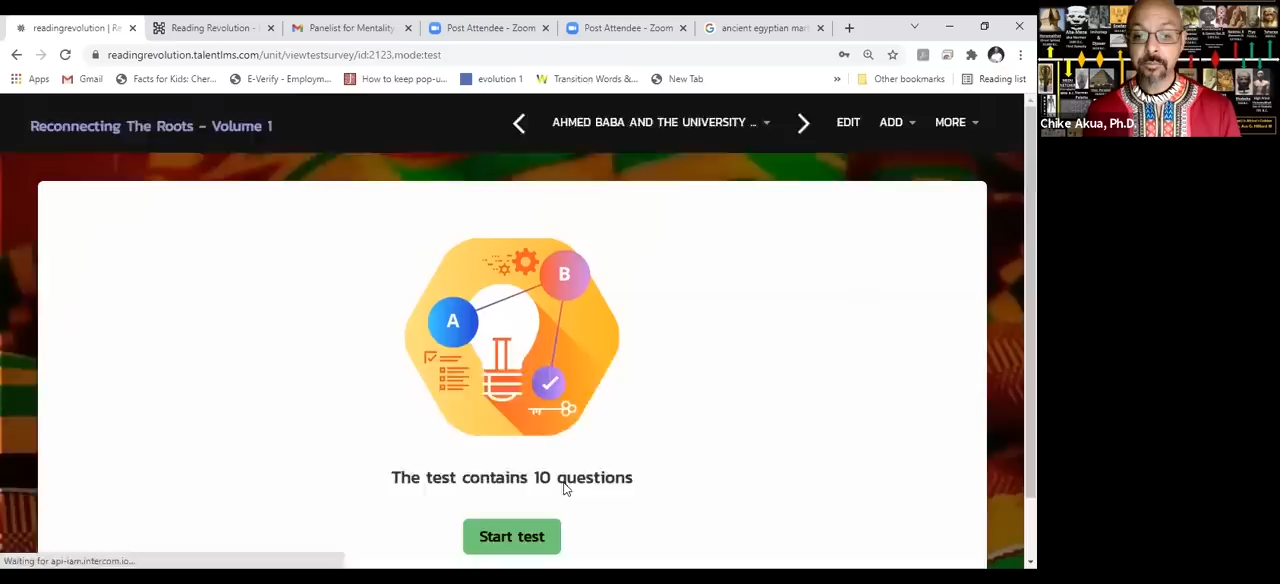 readingrevolution.talentlms.com | Re
Reading Revolution -
Panelist for Mentality
Post Attendee - Zoom
Post Attendee - Zoom
ancient egyptian mart
readingrevolution.talentlms.com/unit/viewtestsurvey/id:2123,mode:test
Apps
Gmail
Facts for Kids: Cher...
E-Verify - Employm...
How to keep pop-u...
evolution 1
Transition Words &...
New Tab
»
Other bookmarks
Reading list
Reconnecting The Roots - Volume 1
AHMED BABA AND THE UNIVERSITY ...
EDIT
ADD
MORE
A
B
The test contains 10 questions
Start test
Waiting for api-iam.intercom.io...
Chike Akua, Ph.D.